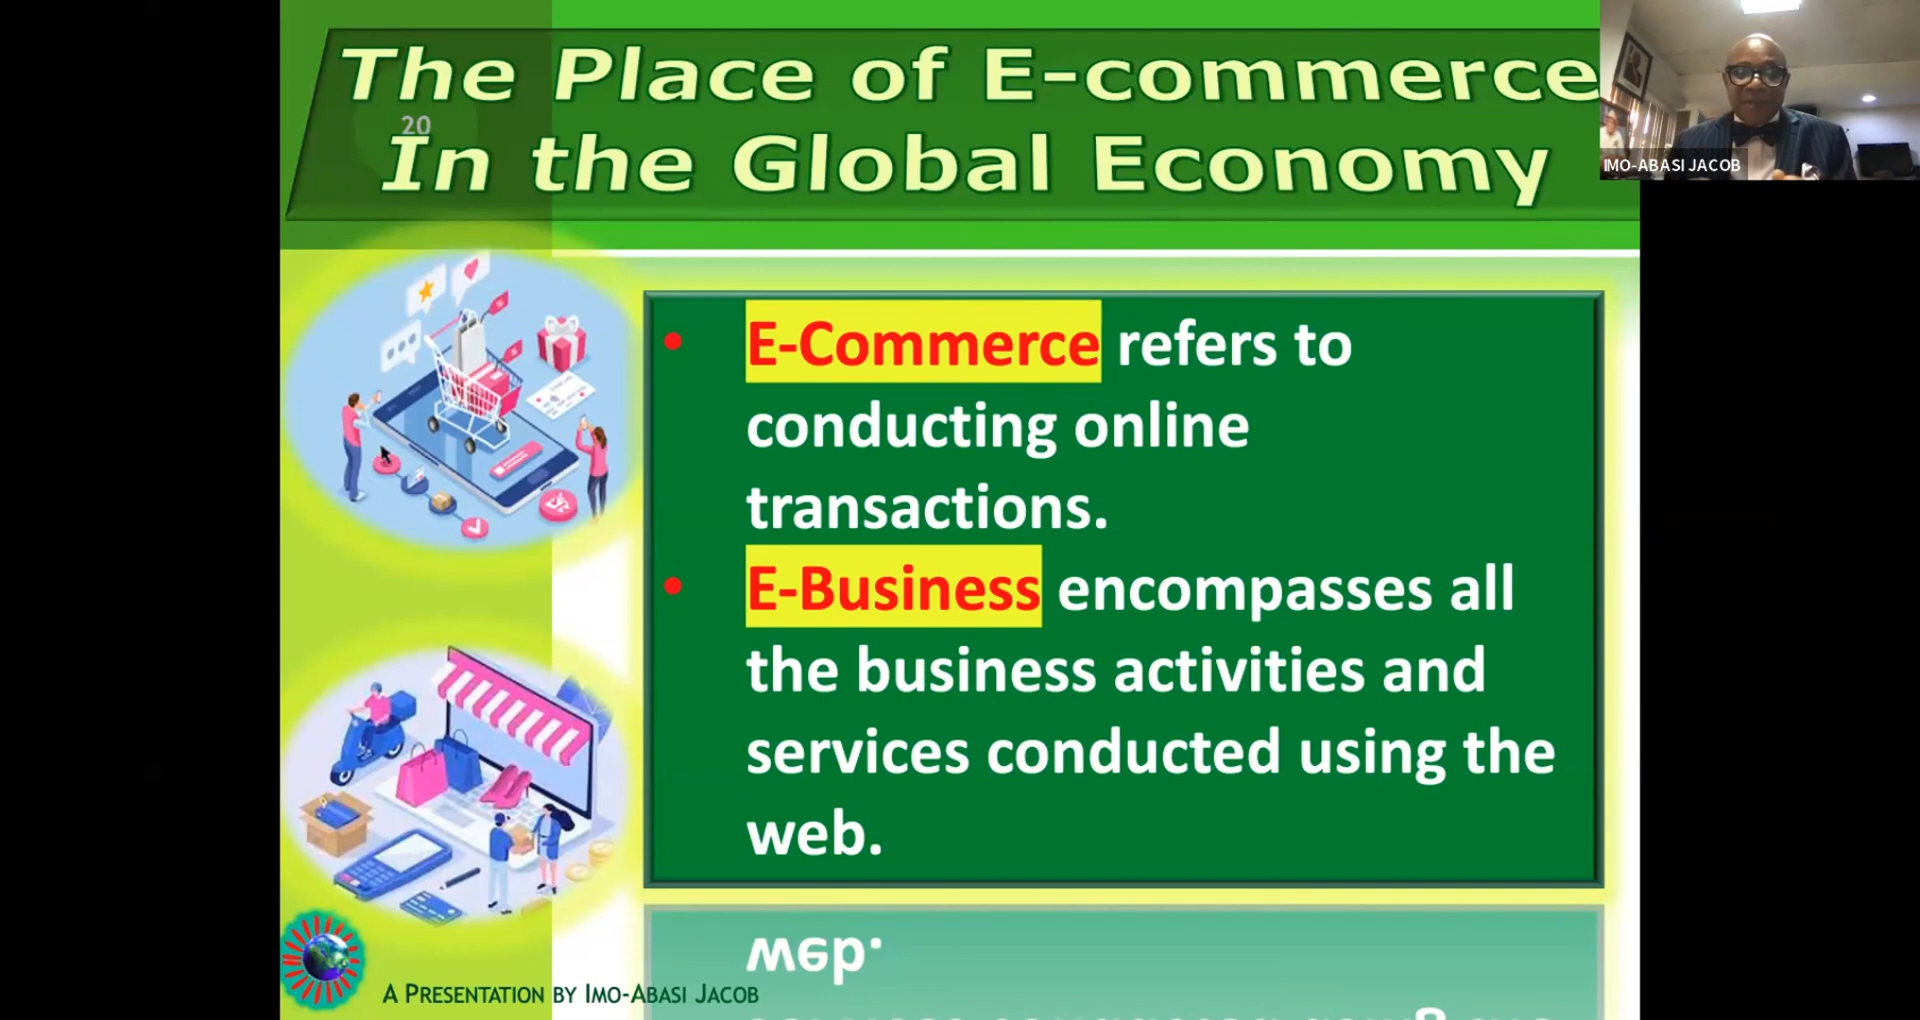 The Place of E-commerce
20
In the Global Economy
IMO-ABASI JACOB
• E-Commerce refers to
conducting online
transactions.
• E-Business encompasses all
the business activities and
services conducted using the
web.
A PRESENTATION BY IMO-ABASI JACOB